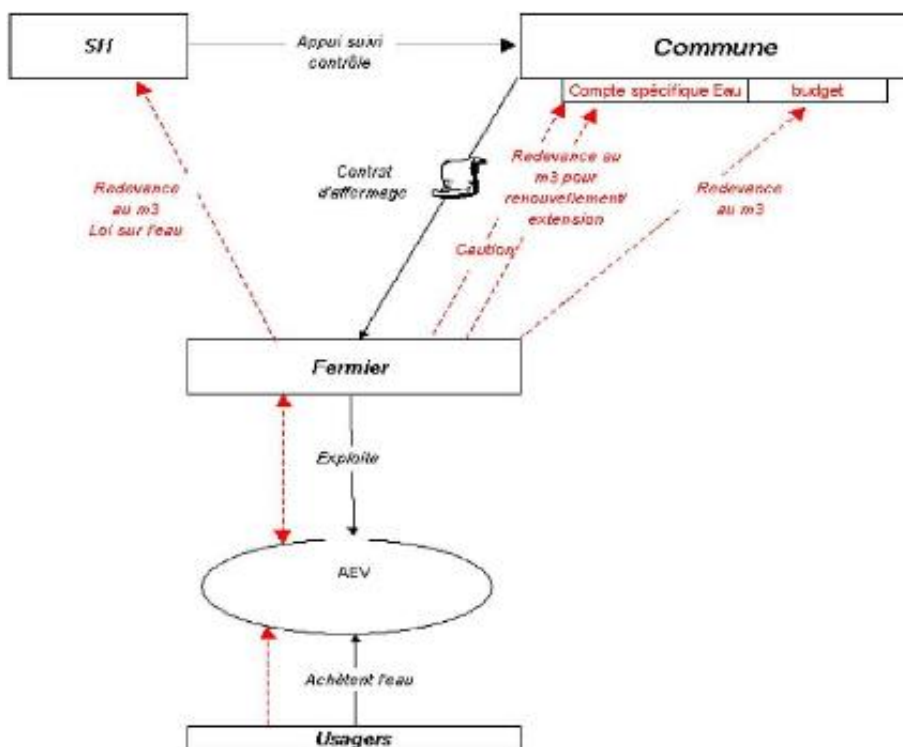 SH
Appui suivi
contrôle
Commune
Compte spécifique Eau
budget
Contrat
d'affermage
Redevance
au m3
Loi sur l'eau
Redevance au
m3 pour
renouvellement/
extension
Redevance
au m3
Caution
Fermier
Exploite
AEV
Achètent l'eau
Usagers